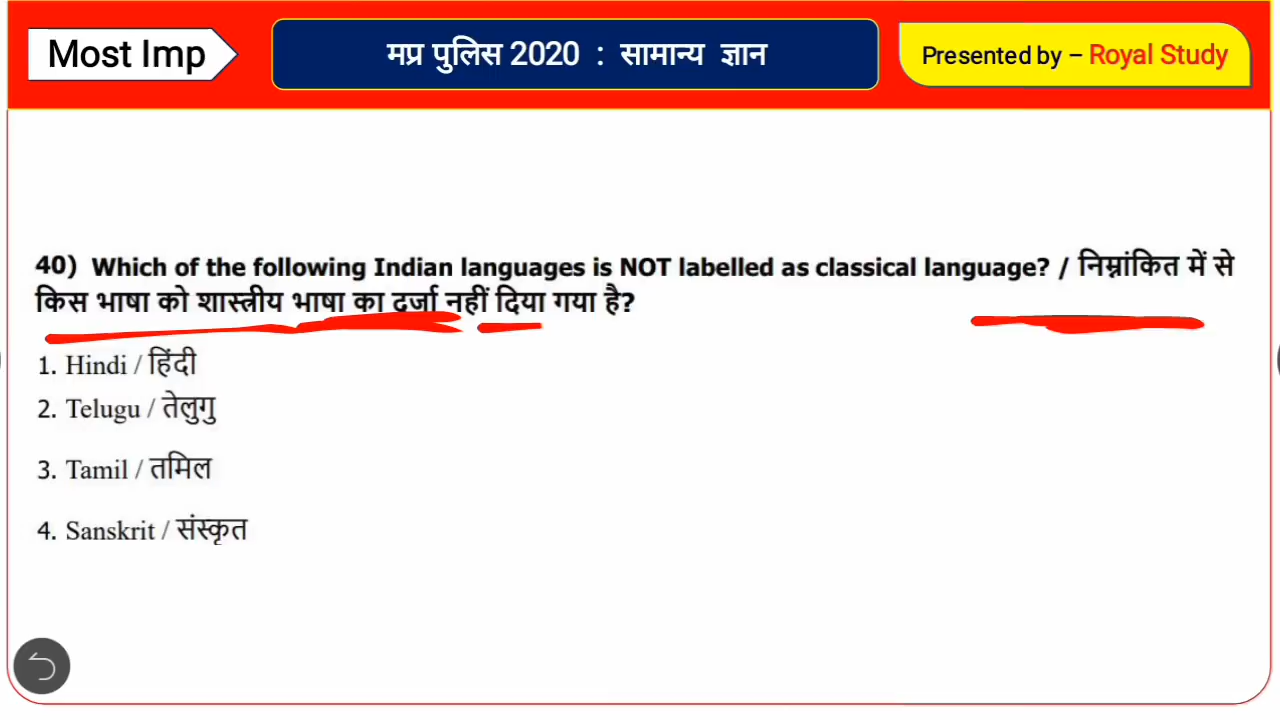 Most Imp
मप्र पुलिस 2020 : सामान्य ज्ञान
Presented by – Royal Study
40) Which of the following Indian languages is NOT labelled as classical language? / निम्नांकित में से
किस भाषा को शास्त्रीय भाषा का दर्जा नहीं दिया गया है?
1. Hindi / हिंदी
2. Telugu / तेलुगु
3. Tamil / तमिल
4. Sanskrit / संस्कृत